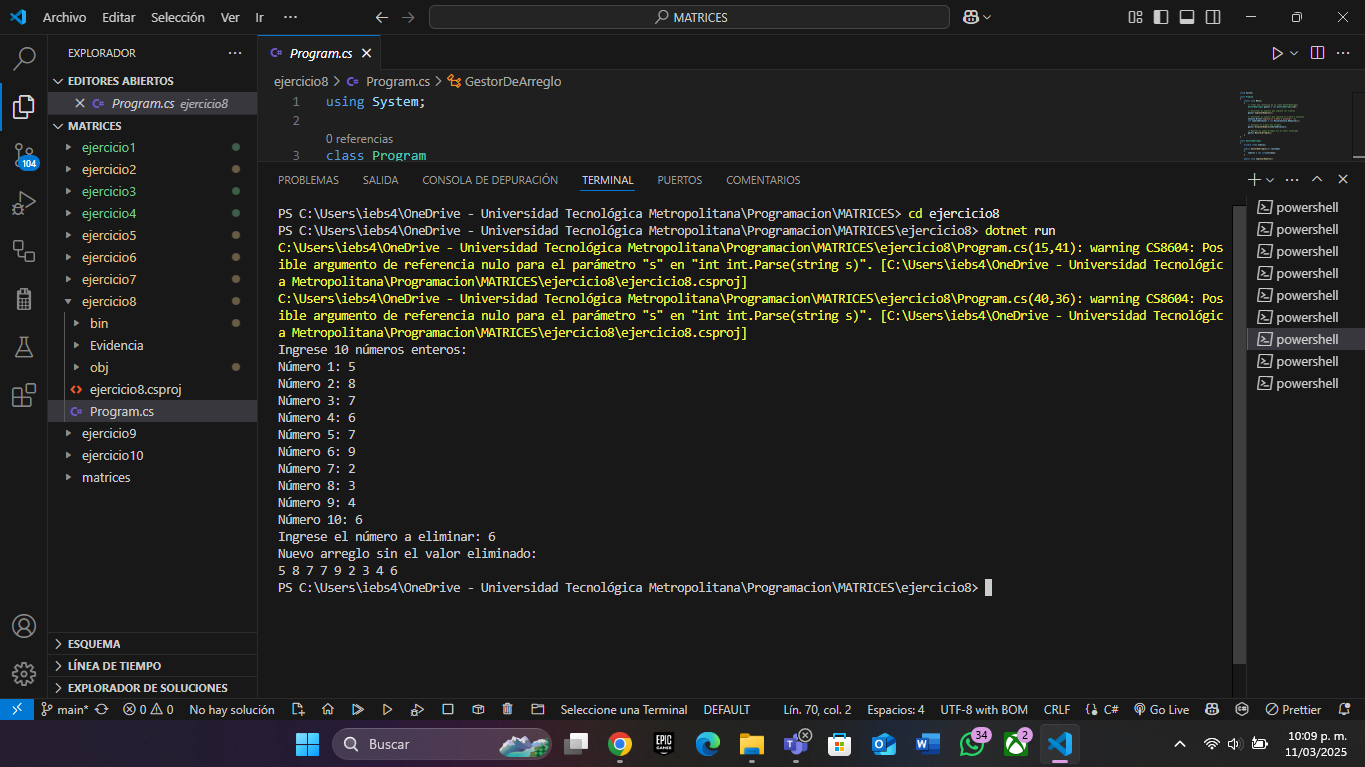 Archivo Editar Selección Ver Ir ···
MATRICES
EXPLORADOR ···
EDITORES ABIERTOS
Program.cs ejercicio8
MATRICES
ejercicio1
ejercicio2
ejercicio3
ejercicio4
ejercicio5
ejercicio6
ejercicio7
ejercicio8
bin
Evidencia
obj
ejercicio8.csproj
Program.cs
ejercicio9
ejercicio10
matrices
ESQUEMA
LÍNEA DE TIEMPO
EXPLORADOR DE SOLUCIONES
104
C# Program.cs
ejercicio8 > C# Program.cs > GestorDeArreglo
1 using System;
2
0 referencias
3 class Program
PROBLEMAS SALIDA CONSOLA DE DEPURACIÓN TERMINAL PUERTOS COMENTARIOS
PS C:\Users\iebs4\OneDrive - Universidad Tecnológica Metropolitana\Programacion\MATRICES> cd ejercicio8
PS C:\Users\iebs4\OneDrive - Universidad Tecnológica Metropolitana\Programacion\MATRICES\ejercicio8> dotnet run
C:\Users\iebs4\OneDrive - Universidad Tecnológica Metropolitana\Programacion\MATRICES\ejercicio8\Program.cs(15,41): warning CS8604: Pos
ible argumento de referencia nulo para el parámetro "s" en "int int.Parse(string s)". [C:\Users\iebs4\OneDrive - Universidad Tecnológic
a Metropolitana\Programacion\MATRICES\ejercicio8\ejercicio8.csproj]
C:\Users\iebs4\OneDrive - Universidad Tecnológica Metropolitana\Programacion\MATRICES\ejercicio8\Program.cs(40,36): warning CS8604: Pos
ible argumento de referencia nulo para el parámetro "s" en "int int.Parse(string s)". [C:\Users\iebs4\OneDrive - Universidad Tecnológic
a Metropolitana\Programacion\MATRICES\ejercicio8\ejercicio8.csproj]
Ingrese 10 números enteros:
Número 1: 5
Número 2: 8
Número 3: 7
Número 4: 6
Número 5: 7
Número 6: 9
Número 7: 2
Número 8: 3
Número 9: 4
Número 10: 6
Ingrese el número a eliminar: 6
Nuevo arreglo sin el valor eliminado:
5 8 7 7 9 2 3 4 6
PS C:\Users\iebs4\OneDrive - Universidad Tecnológica Metropolitana\Programacion\MATRICES\ejercicio8>
powershell
powershell
powershell
powershell
powershell
powershell
powershell
powershell
powershell
main* 0 0 No hay solución Seleccione una Terminal DEFAULT Lín. 70, col. 2 Espacios: 4 UTF-8 with BOM CRLF {} C# Go Live Prettier
Buscar
EPIC GAMES
34
2
10:09 p. m.
11/03/2025